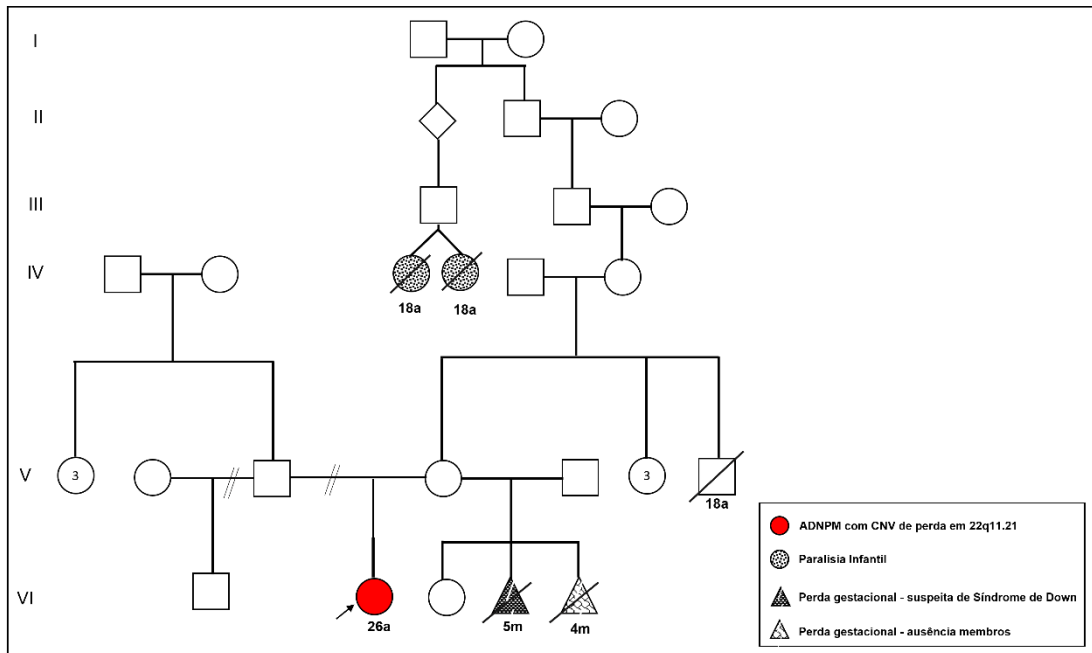 I
II
III
IV
18a 18a
V
3
3
18a
VI
26a
5m
4m
ADNPM com CNV de perda em 22q11.21
Paralisia Infantil
Perda gestacional - suspeita de Síndrome de Down
Perda gestacional - ausência membros